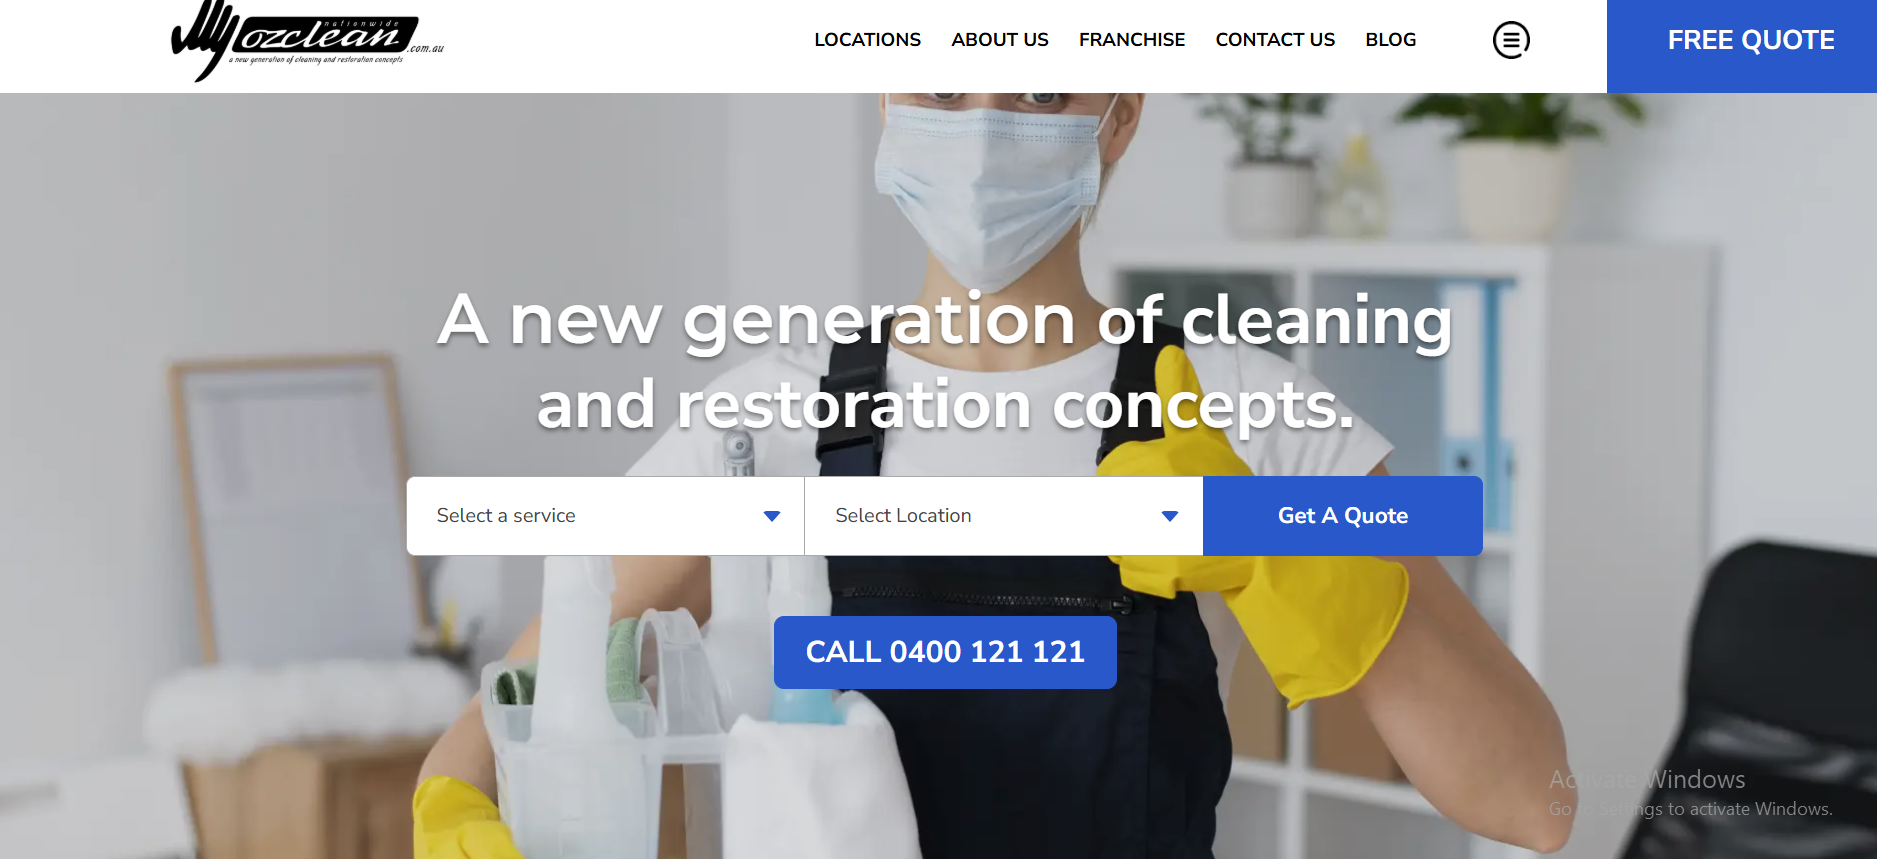 nationwide
ozclean
.com.au
a new generation of cleaning and restoration concepts
LOCATIONS ABOUT US FRANCHISE CONTACT US BLOG
FREE QUOTE
A new generation of cleaning
and restoration concepts.
Select a service
Select Location
Get A Quote
CALL 0400 121 121
Activate Windows
Go to Settings to activate Windows.